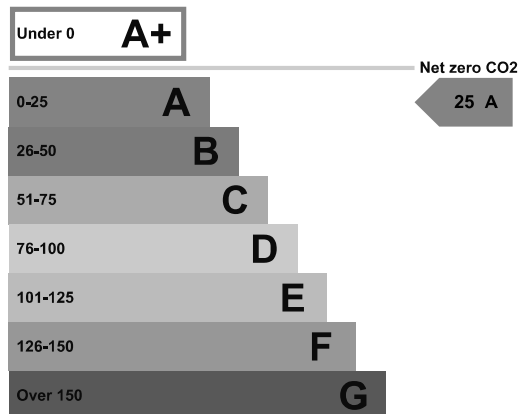 Under 0 A+
Net zero CO2
0-25 A
25 A
26-50 B
51-75 C
76-100 D
101-125 E
126-150 F
Over 150 G